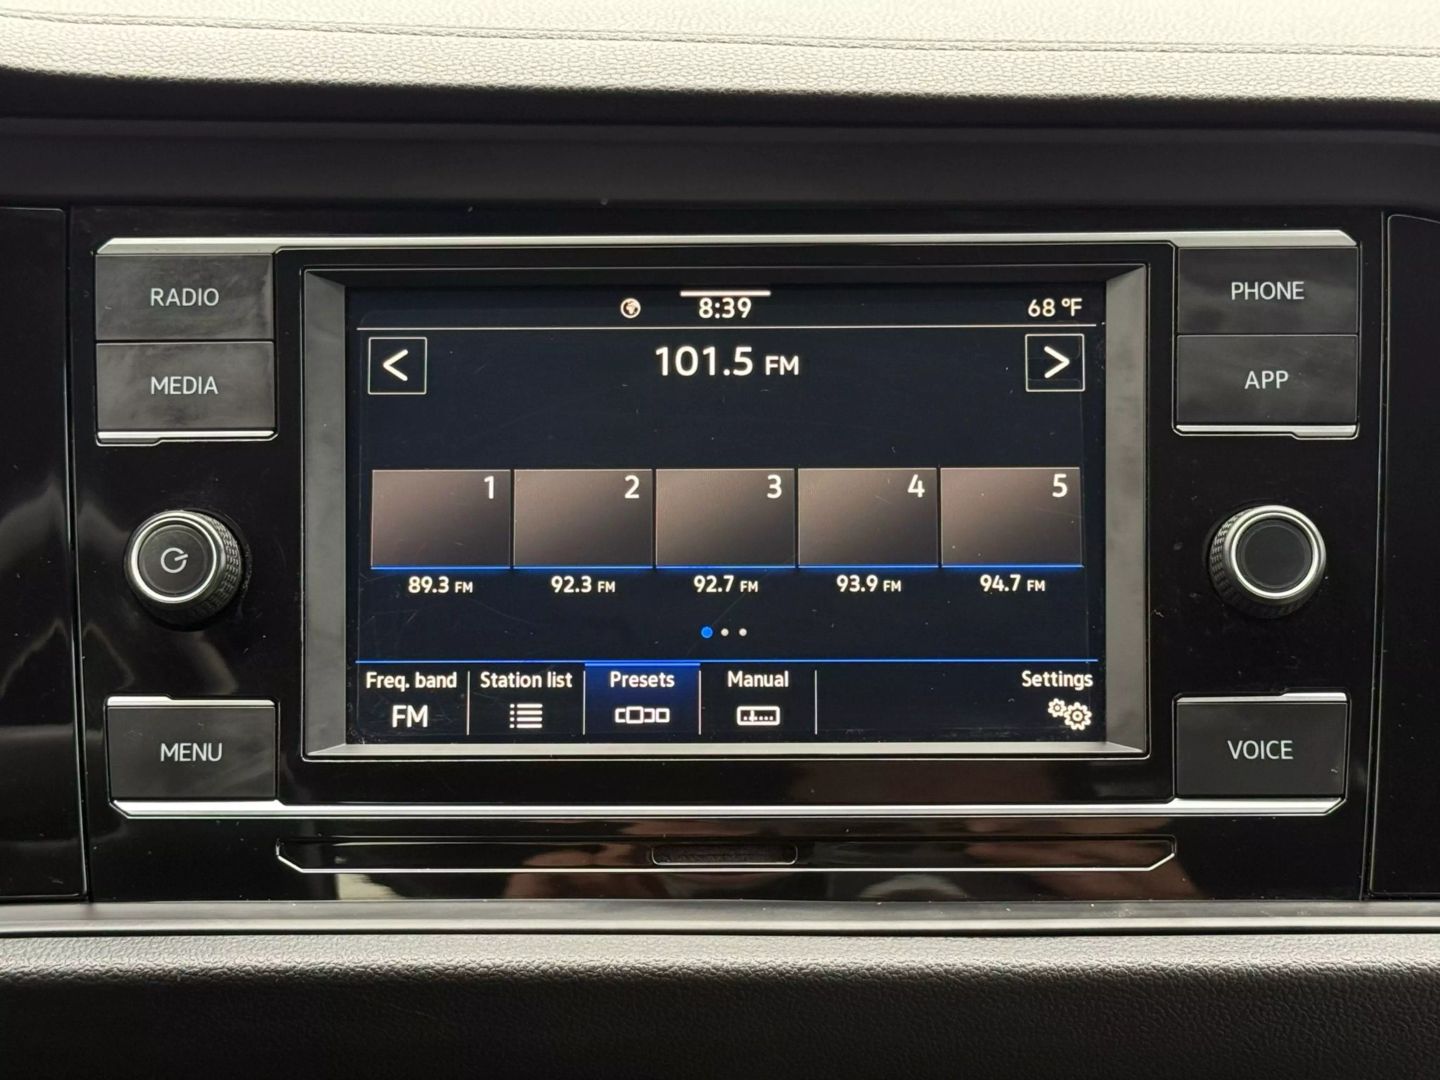 RADIO
MEDIA
MENU
8:39
68 °F
<
101.5 FM
>
1
2
3
4
5
89.3 FM
92.3 FM
92.7 FM
93.9 FM
94.7 FM
Freq. band
FM
Station list
Presets
Manual
Settings
PHONE
APP
VOICE